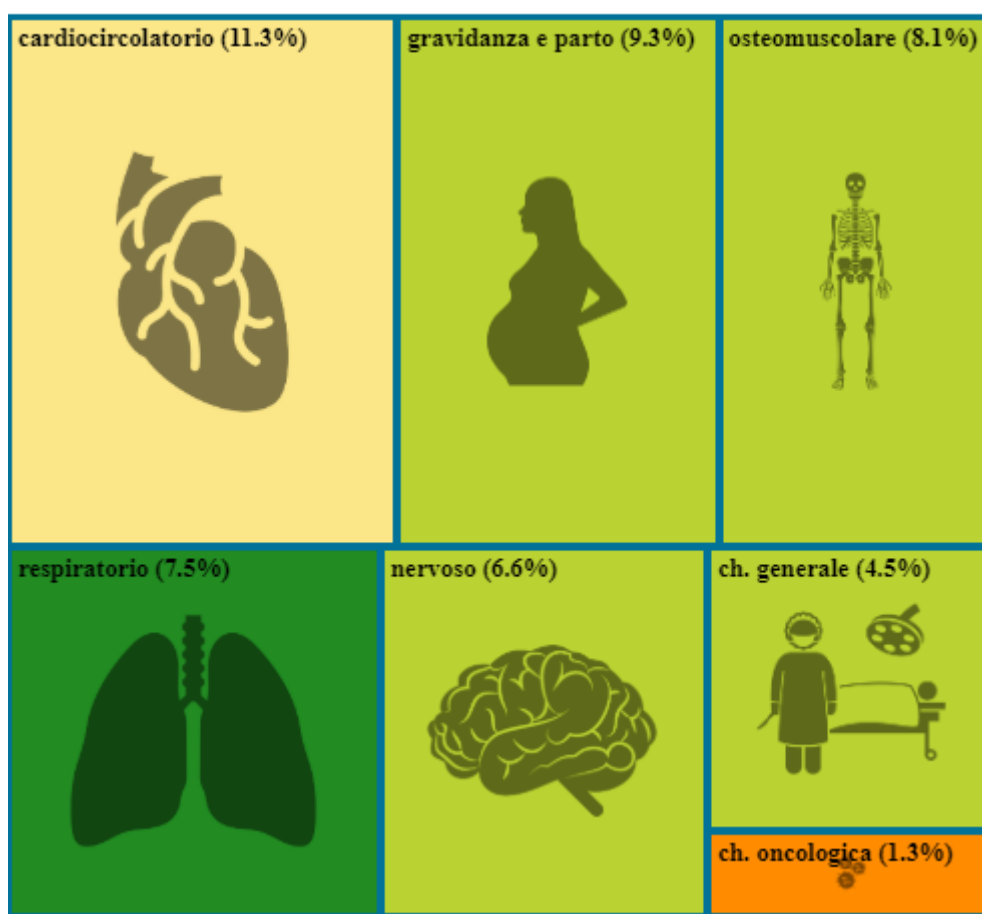 cardiocircolatorio (11.3%)
gravidanza e parto (9.3%)
osteomuscolare (8.1%)
respiratorio (7.5%)
nervoso (6.6%)
ch. generale (4.5%)
ch. oncologica (1.3%)